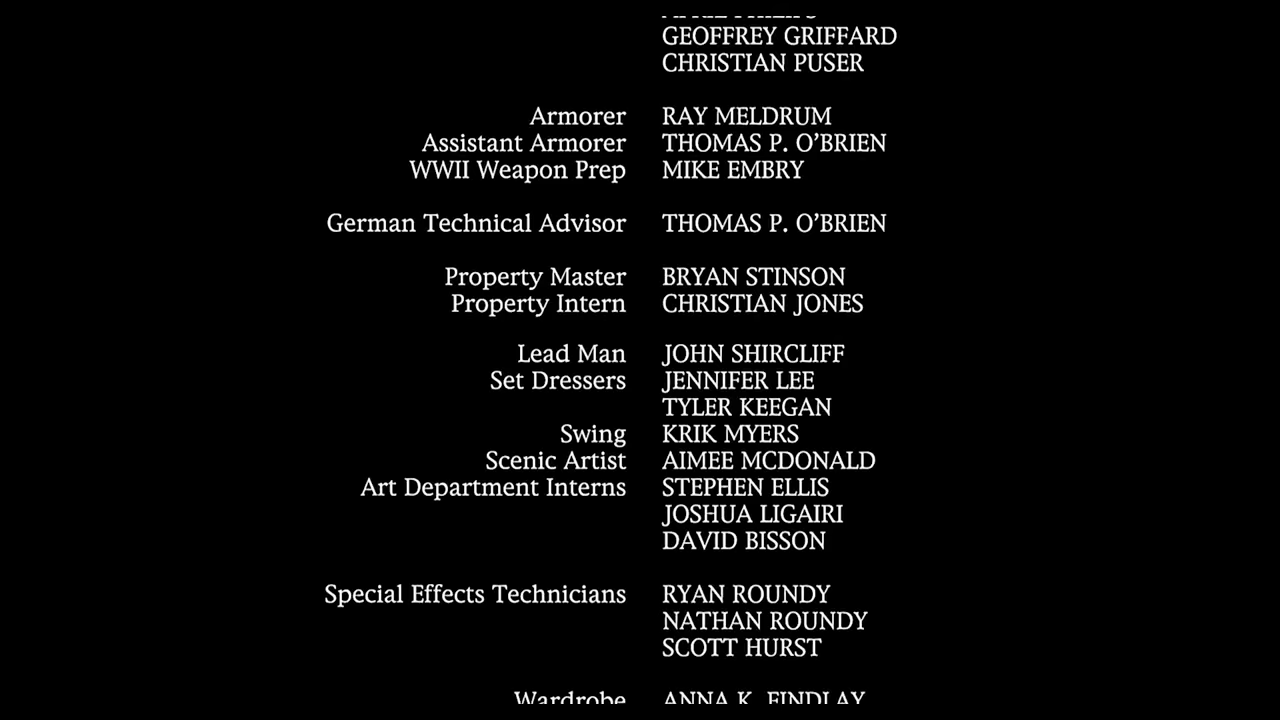 GEOFFREY GRIFFARD
CHRISTIAN PUSER
Armorer RAY MELDRUM
Assistant Armorer THOMAS P. O’BRIEN
WWII Weapon Prep MIKE EMBRY
German Technical Advisor THOMAS P. O’BRIEN
Property Master BRYAN STINSON
Property Intern CHRISTIAN JONES
Lead Man JOHN SHIRCLIFF
Set Dressers JENNIFER LEE
TYLER KEEGAN
Swing KRIK MYERS
Scenic Artist AIMEE MCDONALD
Art Department Interns STEPHEN ELLIS
JOSHUA LIGAIRI
DAVID BISSON
Special Effects Technicians RYAN ROUNDY
NATHAN ROUNDY
SCOTT HURST
Wardrobe ANNA K. FINDLAY